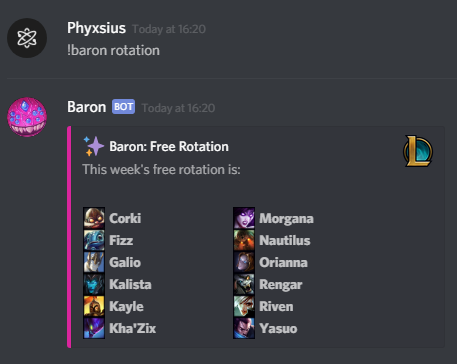 Phyxsius Today at 16:20
!baron rotation
Baron BOT Today at 16:20
Baron: Free Rotation
This week's free rotation is:
Corki Morgana
Fizz Nautilus
Galio Orianna
Kalista Rengar
Kayle Riven
Kha'Zix Yasuo